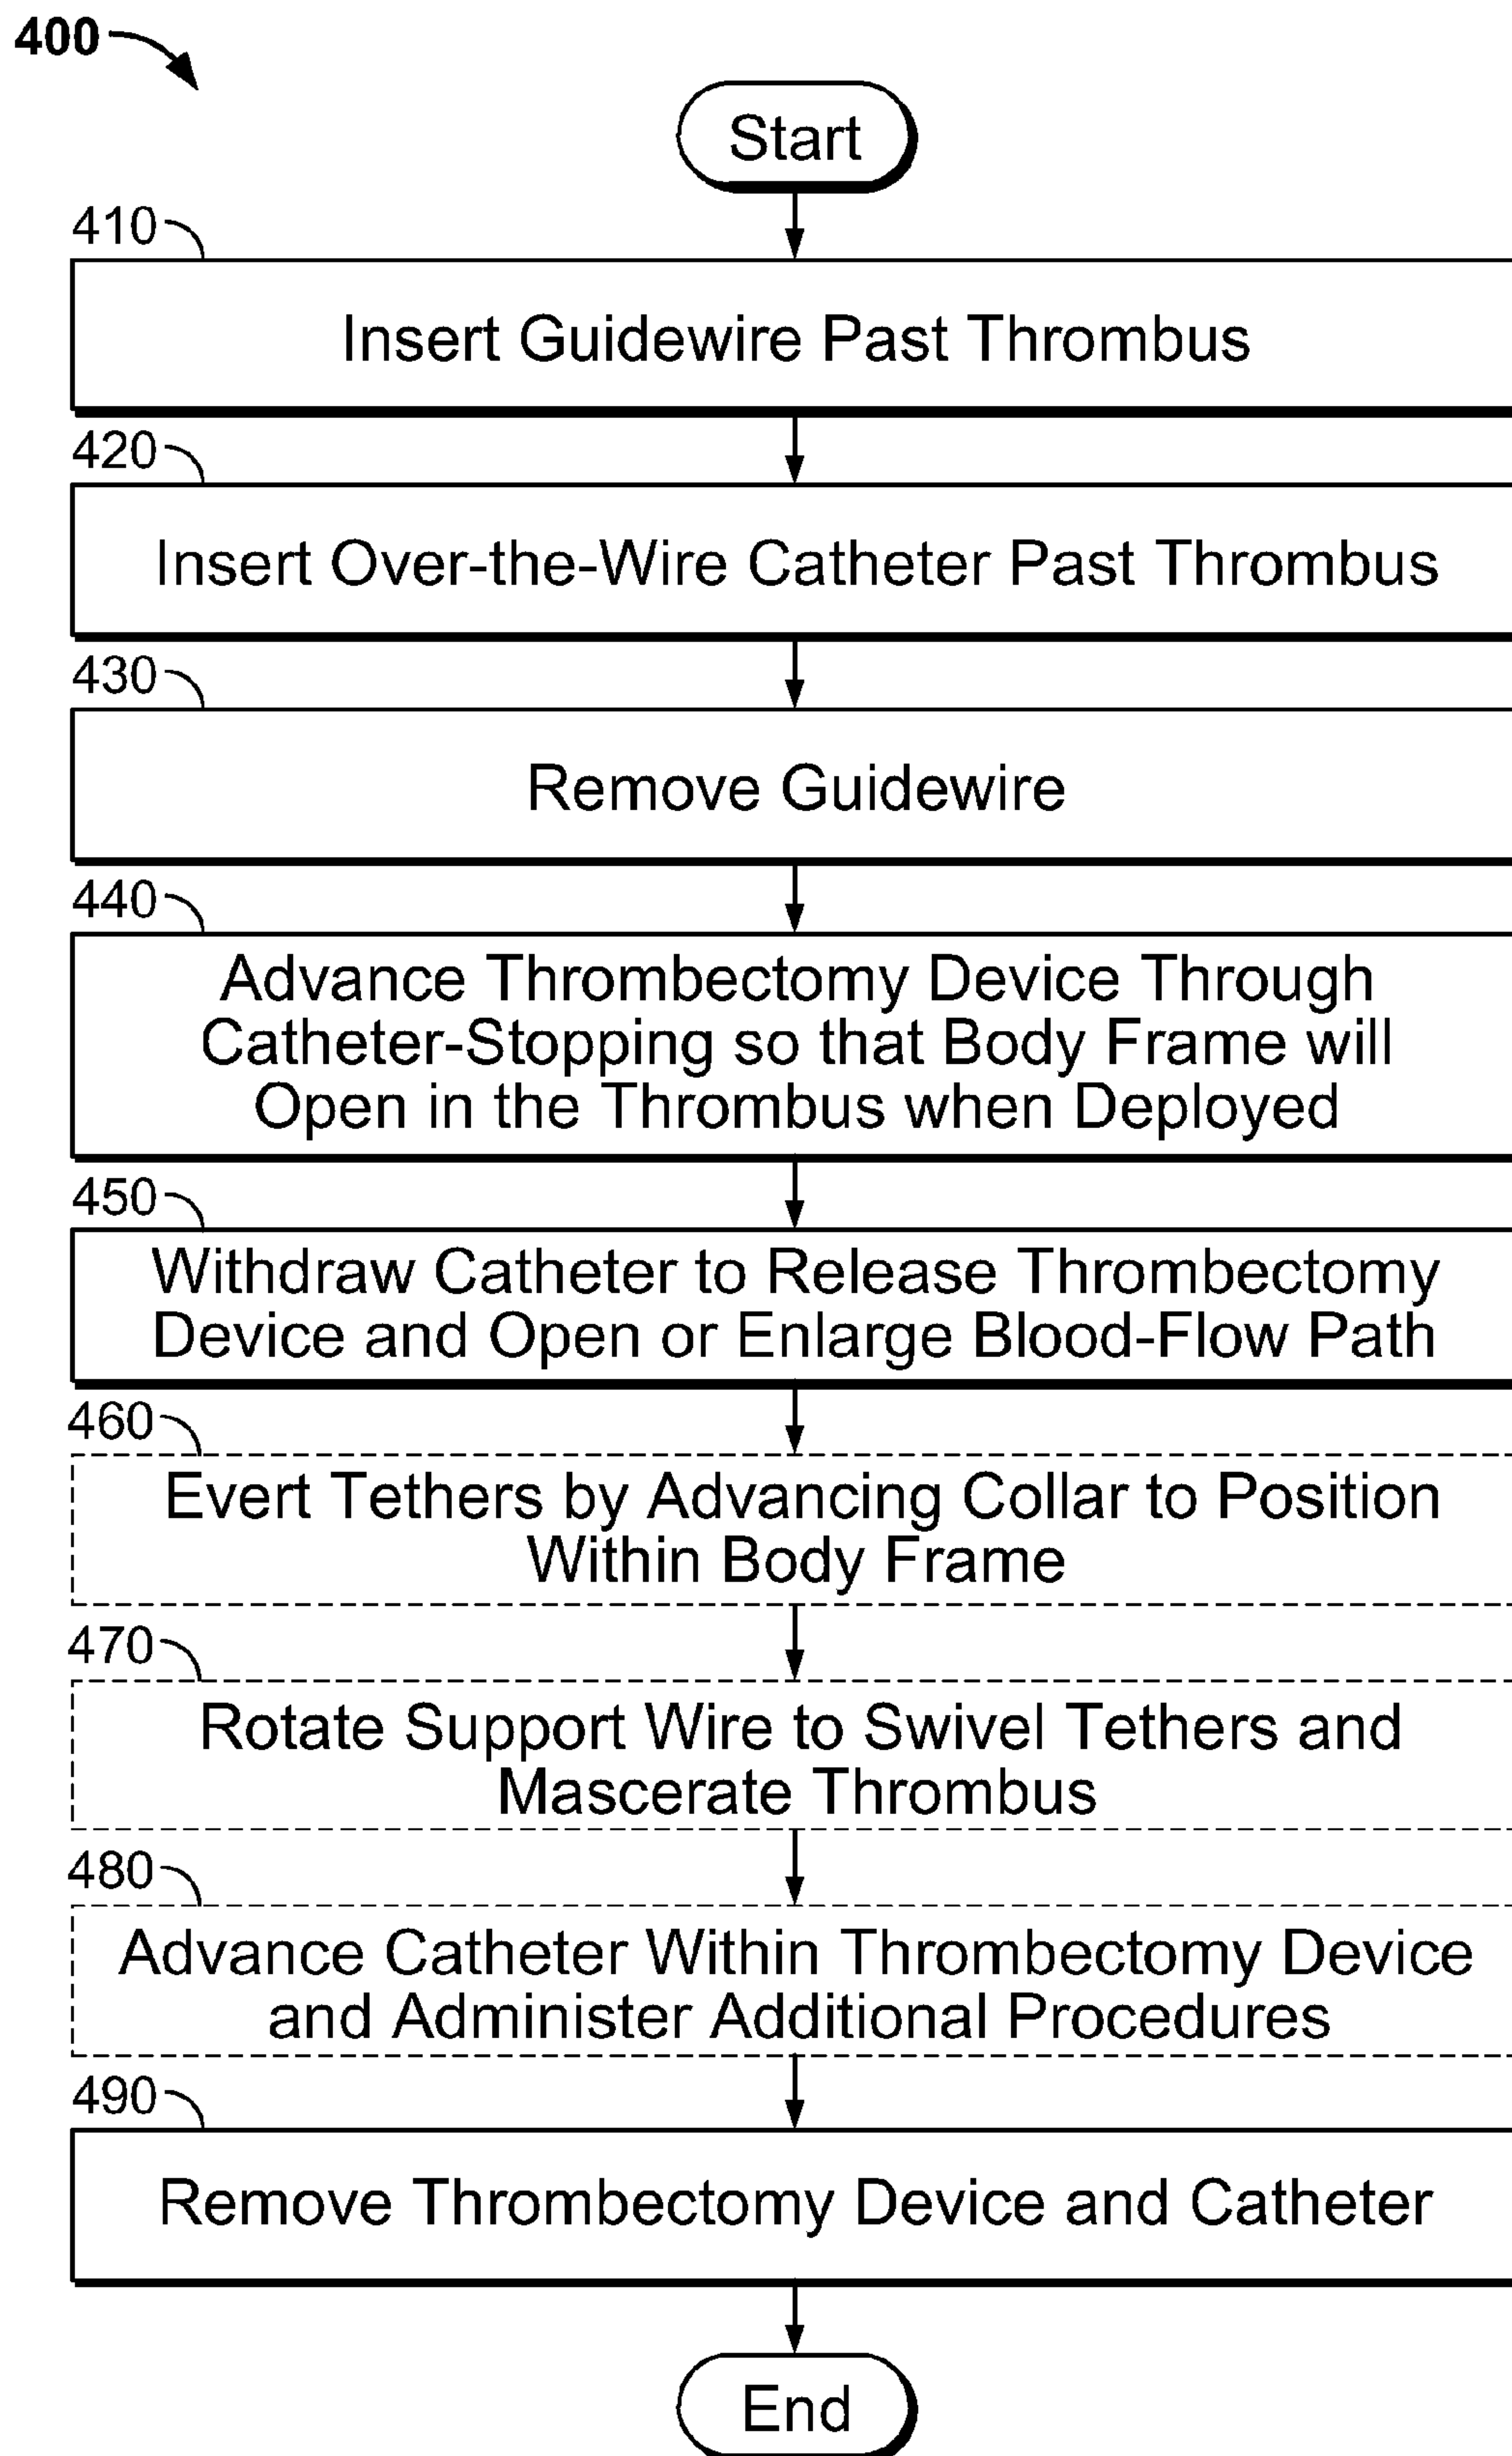 400
Start
410
Insert Guidewire Past Thrombus
420
Insert Over-the-Wire Catheter Past Thrombus
430
Remove Guidewire
440
Advance Thrombectomy Device Through
Catheter-Stopping so that Body Frame will
Open in the Thrombus when Deployed
450
Withdraw Catheter to Release Thrombectomy
Device and Open or Enlarge Blood-Flow Path
460
Evert Tethers by Advancing Collar to Position
Within Body Frame
470
Rotate Support Wire to Swivel Tethers and
Mascerate Thrombus
480
Advance Catheter Within Thrombectomy Device
and Administer Additional Procedures
490
Remove Thrombectomy Device and Catheter
End